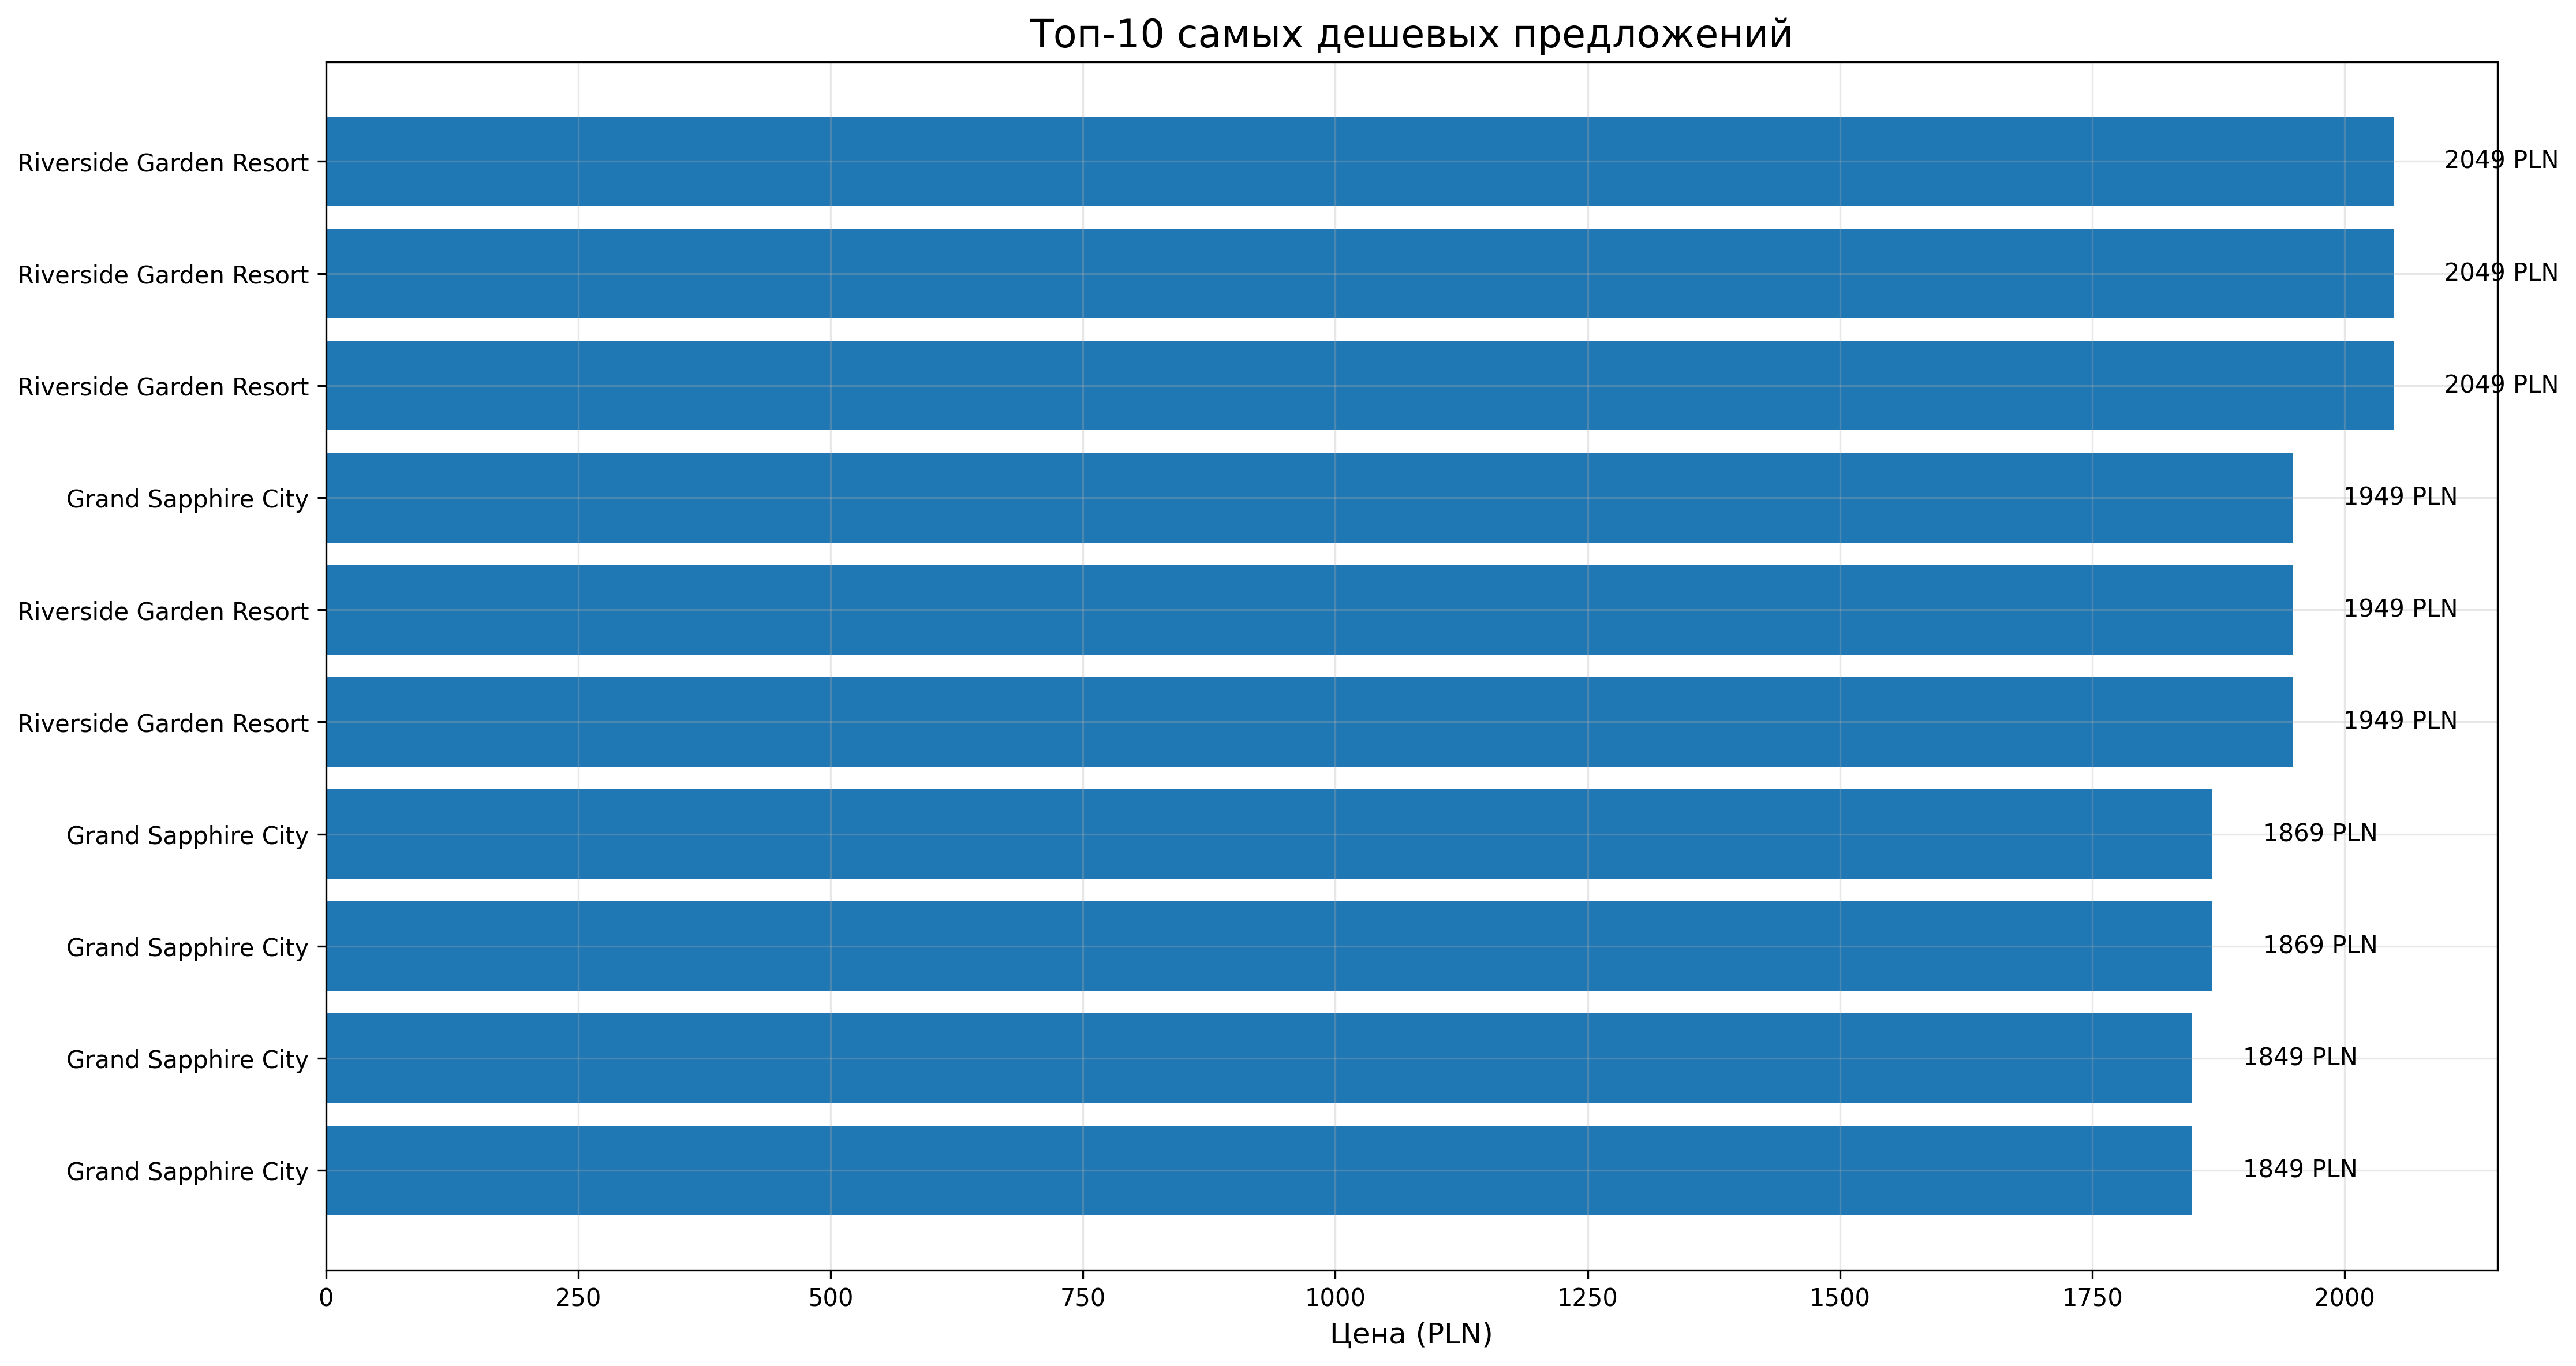 Топ-10 самых дешевых предложений
Riverside Garden Resort 2049 PLN
Riverside Garden Resort 2049 PLN
Riverside Garden Resort 2049 PLN
Grand Sapphire City 1949 PLN
Riverside Garden Resort 1949 PLN
Riverside Garden Resort 1949 PLN
Grand Sapphire City 1869 PLN
Grand Sapphire City 1869 PLN
Grand Sapphire City 1849 PLN
Grand Sapphire City 1849 PLN
0 250 500 750 1000 1250 1500 1750 2000
Цена (PLN)